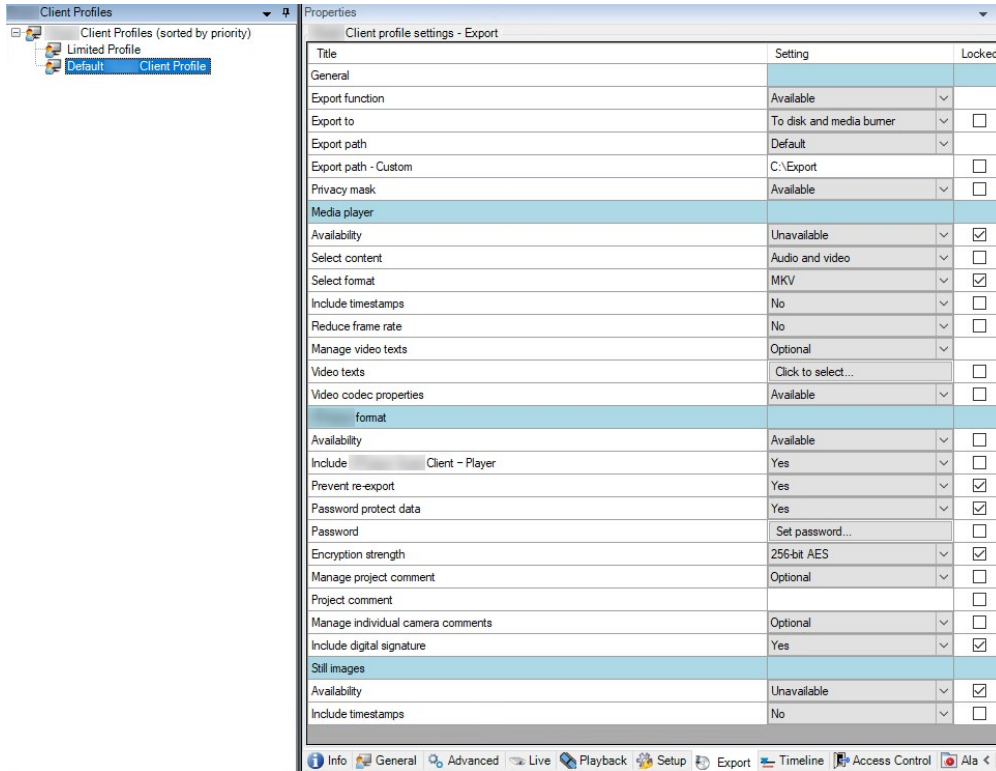 Client Profiles
Client Profiles (sorted by priority)
Limited Profile
Default Client Profile
Properties
Client profile settings - Export
Title Setting Locked
General
Export function Available
Export to To disk and media burner
Export path Default
Export path - Custom C:\Export
Privacy mask Available
Media player
Availability Unavailable
Select content Audio and video
Select format MKV
Include timestamps No
Reduce frame rate No
Manage video texts Optional
Video texts Click to select...
Video codec properties Available
format
Availability Available
Include Client – Player Yes
Prevent re-export Yes
Password protect data Yes
Password Set password...
Encryption strength 256-bit AES
Manage project comment Optional
Project comment
Manage individual camera comments Optional
Include digital signature Yes
Still images
Availability Unavailable
Include timestamps No
Info General Advanced Live Playback Setup Export Timeline Access Control Ala